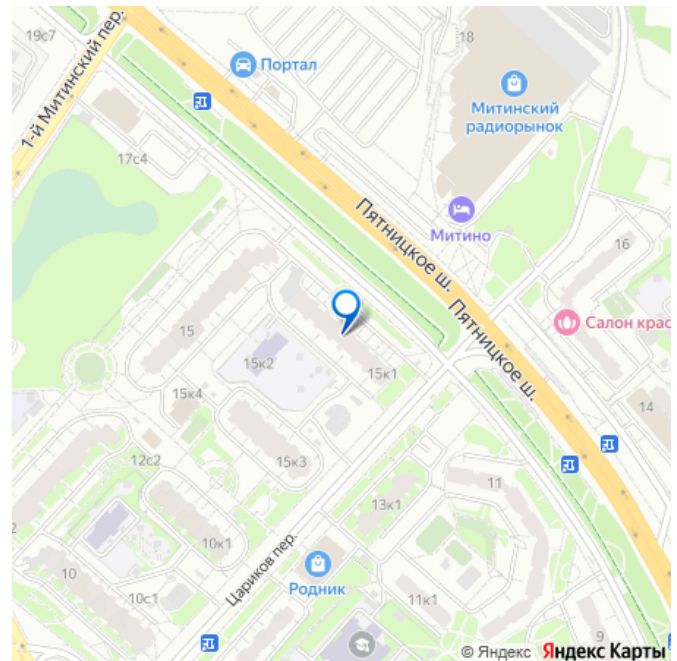 19с7
1-й Митинский пер.
Портал
18
Митинский
радиорынок
17с4
Митино
Пятницкое ш.
16
Пятницкое ш.
Салон крас
15
15к2
15к1
15к4
14
12с2
15к3
11
13к1
2
10к1
10
Цариков пер.
10с1
Родник
11к1
9
© Яндекс Яндекс Карты